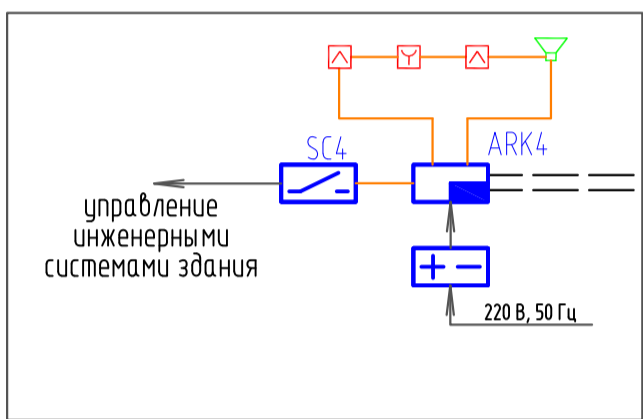 SC4
ARK4
управление
инженерными
системами здания
220 В, 50 Гц